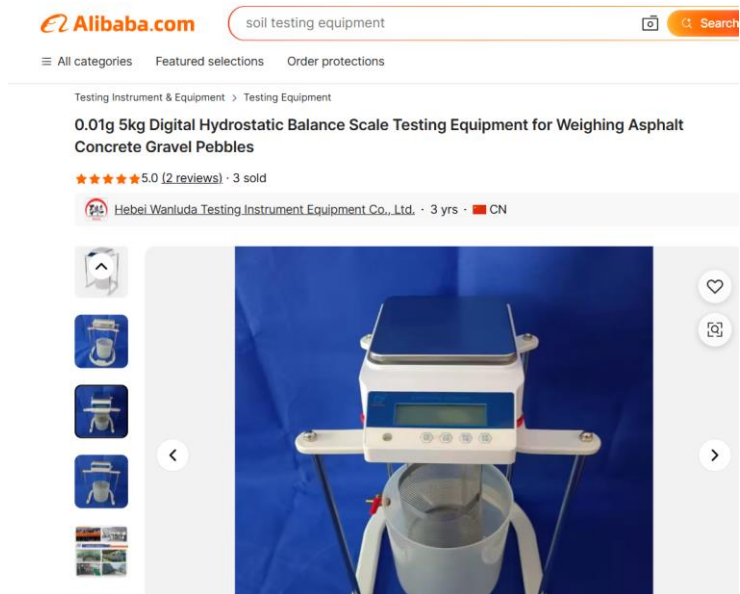 Alibaba.com
soil testing equipment
Search
All categories Featured selections Order protections
Testing Instrument & Equipment > Testing Equipment
0.01g 5kg Digital Hydrostatic Balance Scale Testing Equipment for Weighing Asphalt
Concrete Gravel Pebbles
5.0 (2 reviews) · 3 sold
Hebei Wanluda Testing Instrument Equipment Co., Ltd. · 3 yrs · CN